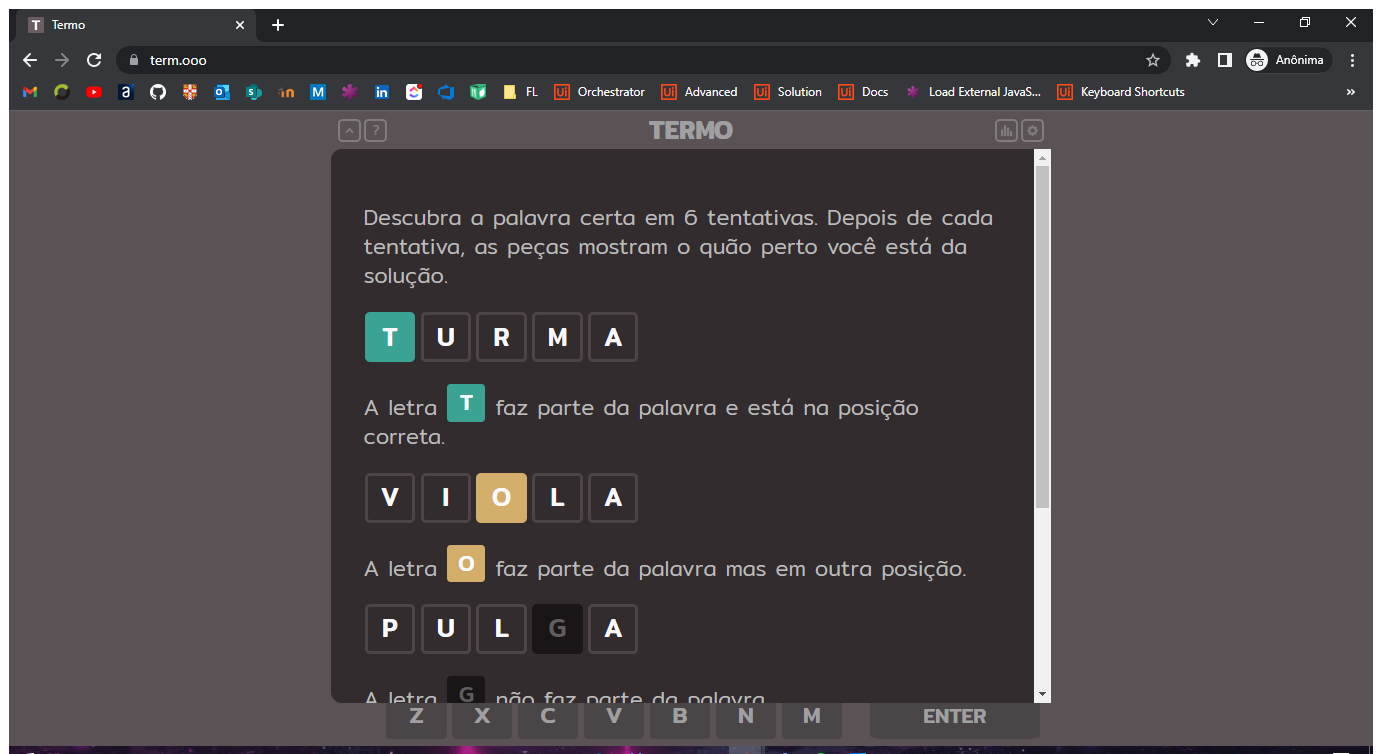 T Termo
term.ooo
Anônima
FL Orchestrator Advanced Solution Docs Load External JavaS... Keyboard Shortcuts »
? TERMO
Descubra a palavra certa em 6 tentativas. Depois de cada
tentativa, as peças mostram o quão perto você está da
solução.
T U R M A
A letra T faz parte da palavra e está na posição
correta.
V I O L A
A letra O faz parte da palavra mas em outra posição.
P U L G A
A letra G não faz parte da palavra
Z X C V B N M ENTER